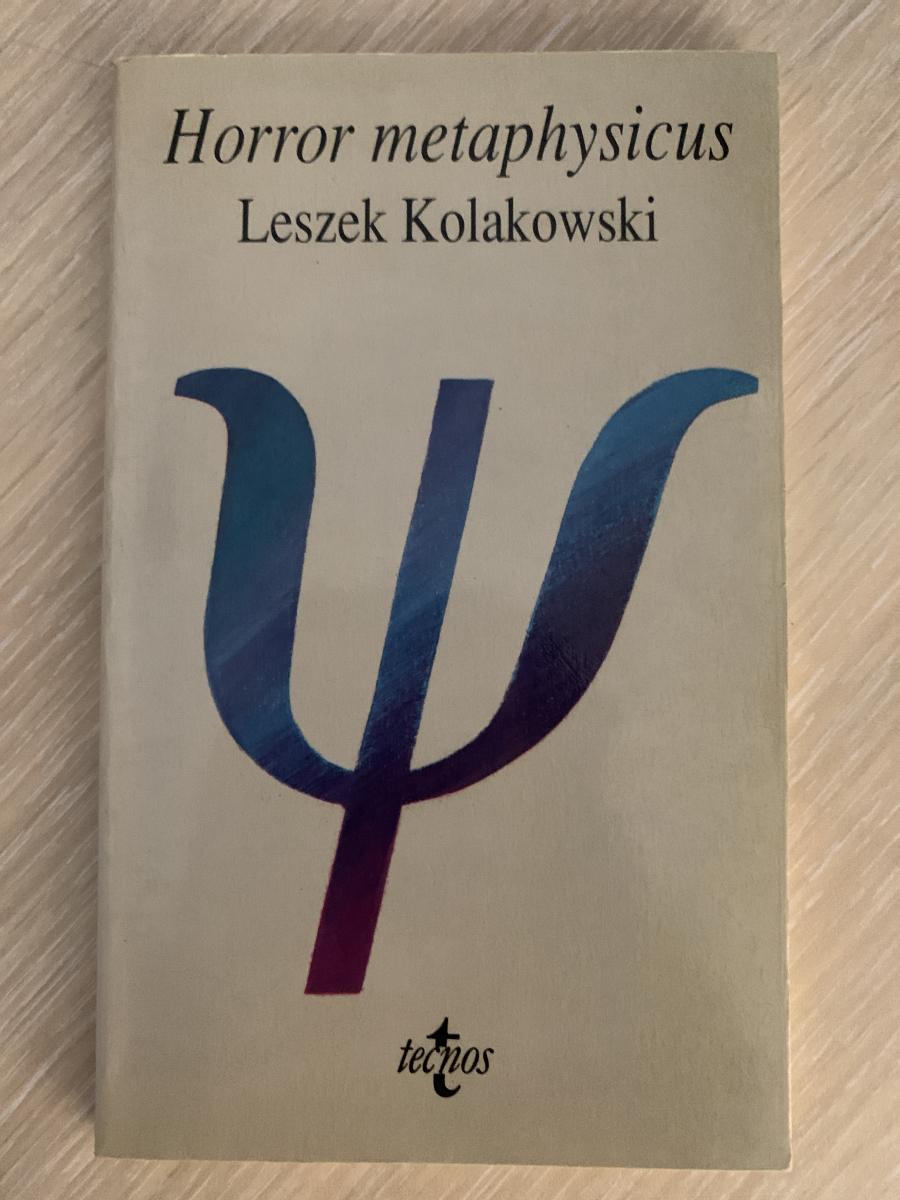 Horror metaphysicus
Leszek Kolakowski
ψ
tecnos